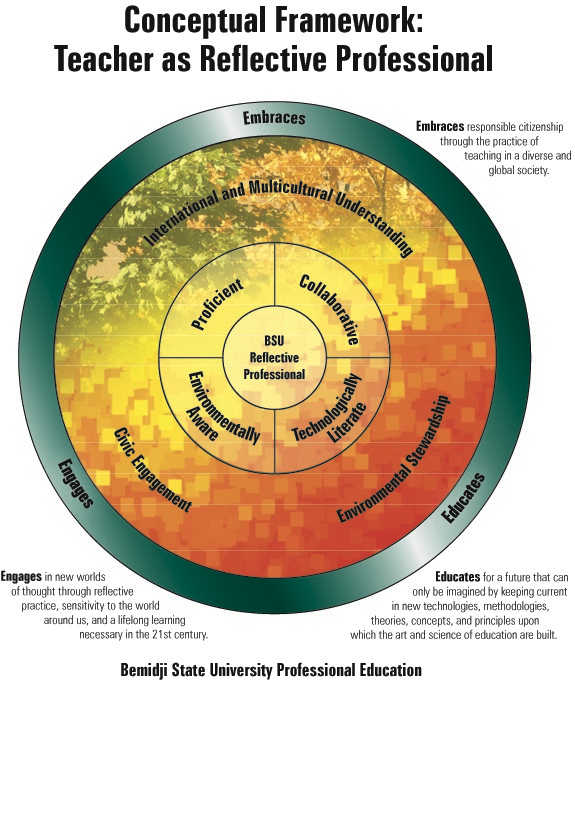 Conceptual Framework:
Teacher as Reflective Professional
Embraces
Embraces responsible citizenship
through the practice of
teaching in a diverse and
global society.
International and Multicultural Understanding
Proficient
Collaborative
BSU
Reflective
Professional
Environmentally
Aware
Technologically
Literate
Civic Engagement
Environmental Stewardship
Engages
Educates
Engages in new worlds
of thought through reflective
practice, sensitivity to the world
around us, and a lifelong learning
necessary in the 21st century.
Educates for a future that can
only be imagined by keeping current
in new technologies, methodologies,
theories, concepts, and principles upon
which the art and science of education are built.
Bemidji State University Professional Education